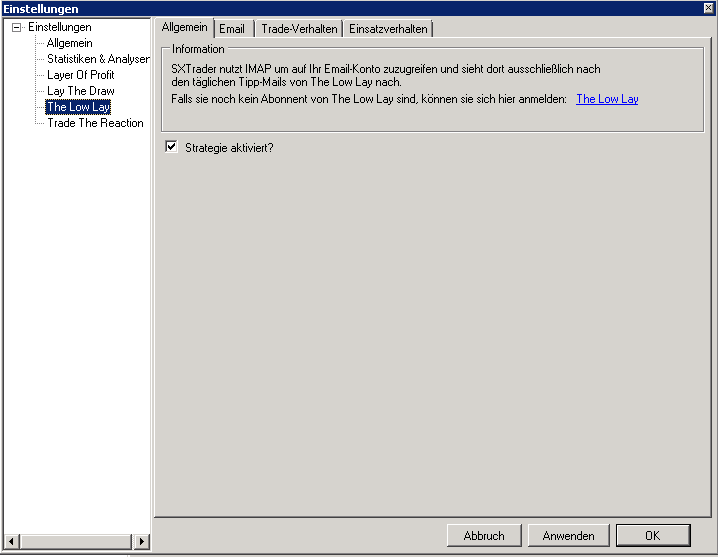 Einstellungen
Einstellungen
Allgemein
Statistiken & Analysen
Layer Of Profit
Lay The Draw
The Low Lay
Trade The Reaction
Allgemein Email Trade-Verhalten Einsatzverhalten
Information
SXTrader nutzt IMAP um auf Ihr Email-Konto zuzugreifen und sieht dort ausschließlich nach
den täglichen Tipp-Mails von The Low Lay nach.
Falls sie noch kein Abonnent von The Low Lay sind, können sie sich hier anmelden: The Low Lay
Strategie aktiviert?
Abbruch Anwenden OK